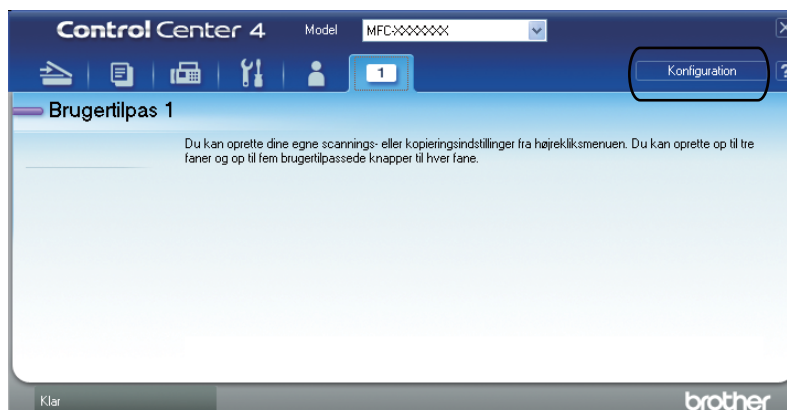 Control Center 4 Model MFC-XXXXXXX
1 Konfiguration ?
Brugertilpas 1
Du kan oprette dine egne scannings- eller kopieringsindstillinger fra højrekliksmenuen. Du kan oprette op til tre
faner og op til fem brugertilpassede knapper til hver fane.
Klar brother